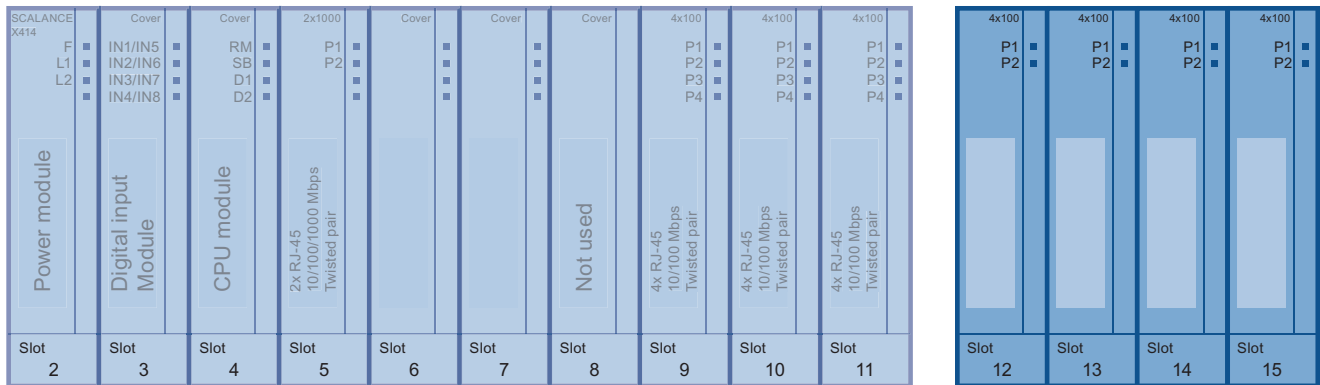 SCALANCE
X414
F
L1
L2
Power module
Slot
2
Cover
IN1/IN5
IN2/IN6
IN3/IN7
IN4/IN8
Digital input
Module
Slot
3
Cover
RM
SB
D1
D2
CPU module
Slot
4
2x1000
P1
P2
2x RJ-45
10/100/1000 Mbps
Twisted pair
Slot
5
Cover
Slot
6
Cover
Slot
7
Cover
Not used
Slot
8
4x100
P1
P2
P3
P4
4x RJ-45
10/100 Mbps
Twisted pair
Slot
9
4x100
P1
P2
P3
P4
4x RJ-45
10/100 Mbps
Twisted pair
Slot
10
4x100
P1
P2
P3
P4
4x RJ-45
10/100 Mbps
Twisted pair
Slot
11
4x100
P1
P2
Slot
12
4x100
P1
P2
Slot
13
4x100
P1
P2
Slot
14
4x100
P1
P2
Slot
15